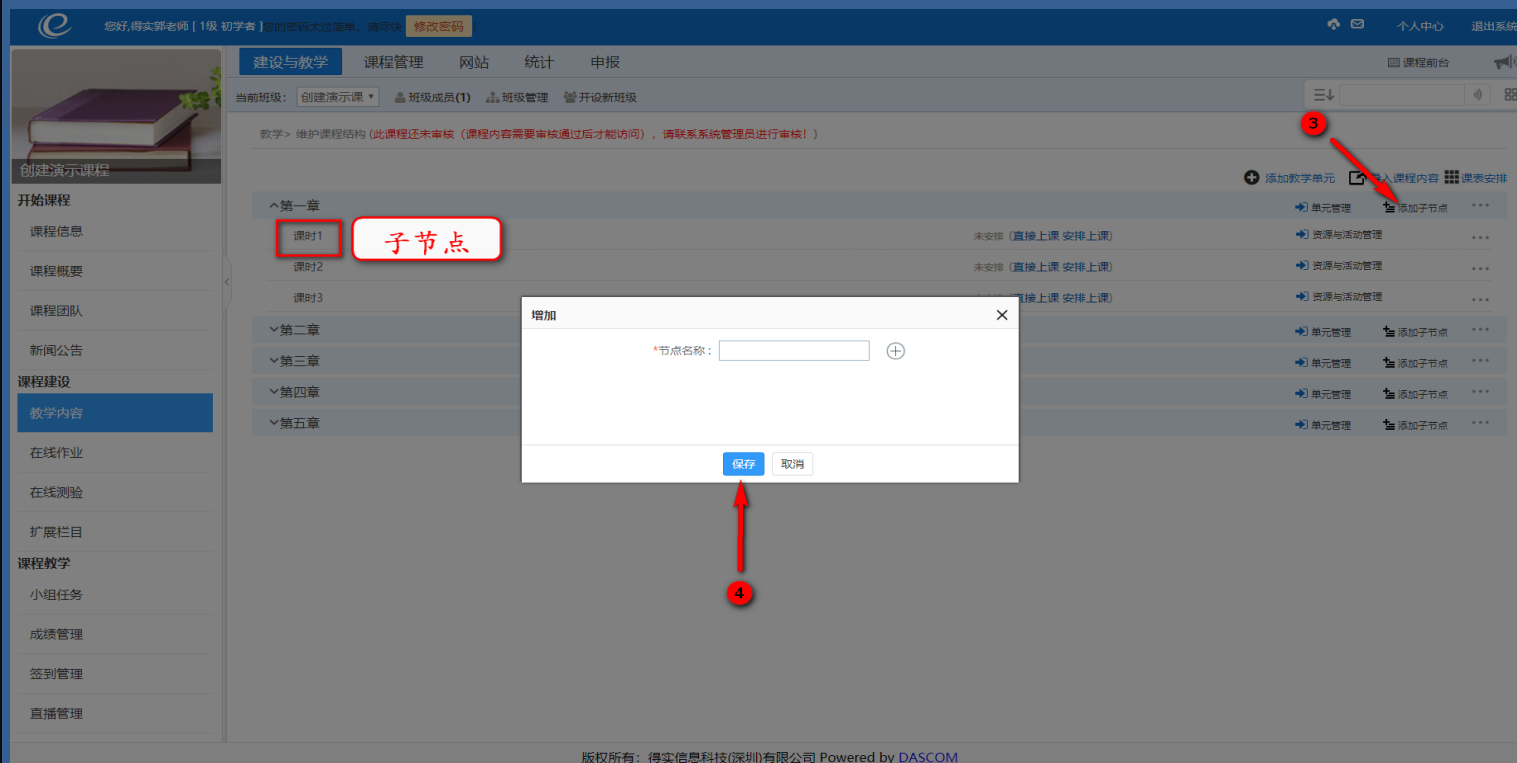 您好,得实郭老师 [ 1级 初学者 ]您的密码太过简单，请尽快 修改密码
个人中心 退出系统
建设与教学 课程管理 网站 统计 申报 课程前台
当前班级: 创建演示课 班级成员(1) 班级管理 开设新班级
教学> 维护课程结构 (此课程还未审核（课程内容需要审核通过后才能访问），请联系系统管理员进行审核！)
3
创建演示课程
添加教学单元 导入课程内容 课表安排
开始课程
课程信息
课程概要
课程团队
新闻公告
课程建设
教学内容
在线作业
在线测验
扩展栏目
课程教学
小组任务
成绩管理
签到管理
直播管理
第一章 单元管理 添加子节点
课时1 子节点 未安排 (直接上课 安排上课) 资源与活动管理
课时2 未安排 (直接上课 安排上课) 资源与活动管理
课时3 直接上课 安排上课) 资源与活动管理
第二章 单元管理 添加子节点
第三章 单元管理 添加子节点
第四章 单元管理 添加子节点
第五章 单元管理 添加子节点
增加
*节点名称：
保存 取消
4
版权所有：得实信息科技(深圳)有限公司 Powered by DASCOM